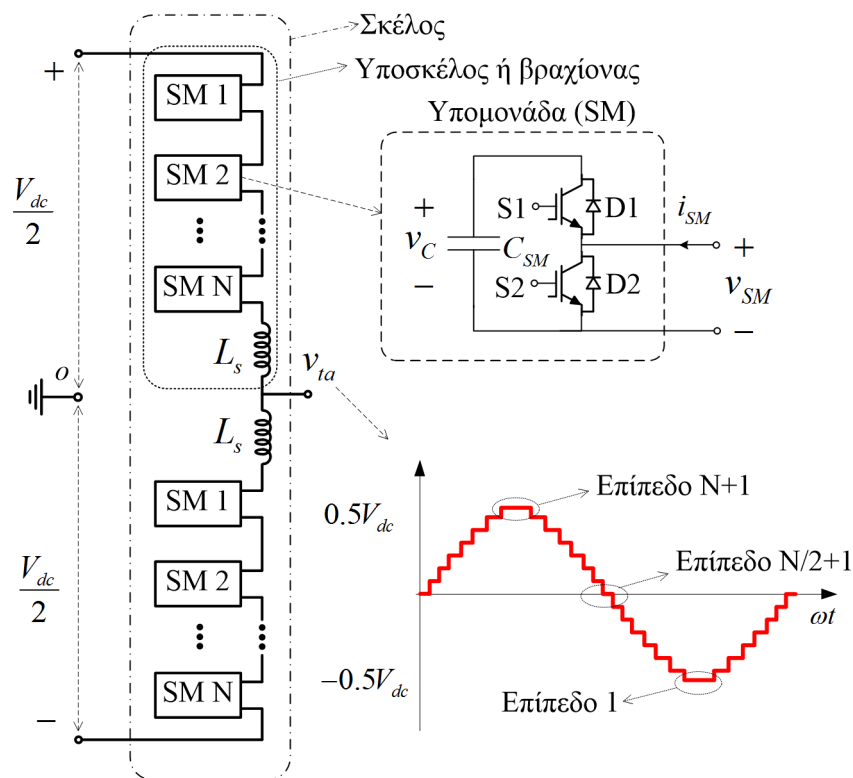 Σκέλος
Υποσκέλος ή βραχίονας
Υπομονάδα (SM)
+
SM 1
SM 2
SM N
V_dc
2
L_s
o
v_ta
L_s
SM 1
SM 2
SM N
V_dc
2
−
+
v_C
−
C_SM
S1
D1
S2
D2
i_SM
+
v_SM
−
Επίπεδο N+1
0.5V_dc
Επίπεδο N/2+1
ωt
−0.5V_dc
Επίπεδο 1